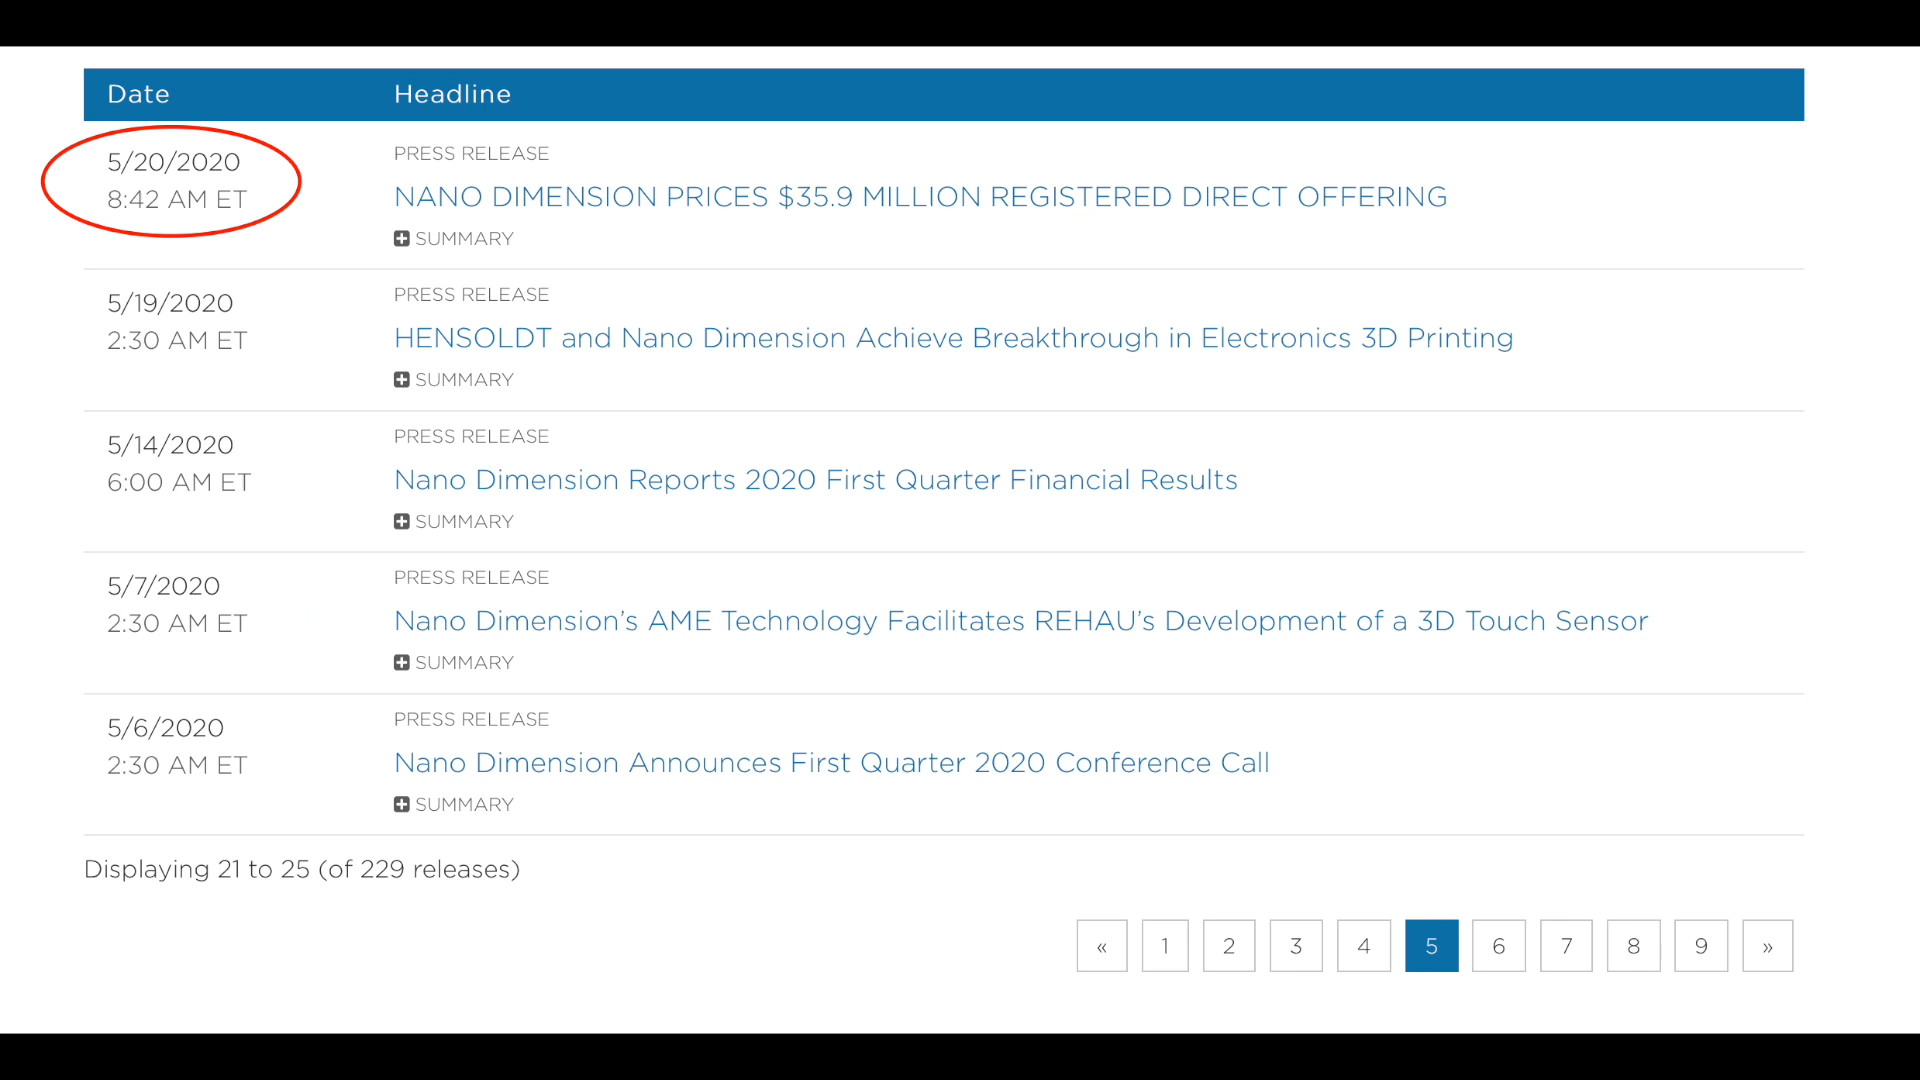 Date Headline
5/20/2020
8:42 AM ET
PRESS RELEASE
NANO DIMENSION PRICES $35.9 MILLION REGISTERED DIRECT OFFERING
SUMMARY
5/19/2020
2:30 AM ET
PRESS RELEASE
HENSOLDT and Nano Dimension Achieve Breakthrough in Electronics 3D Printing
SUMMARY
5/14/2020
6:00 AM ET
PRESS RELEASE
Nano Dimension Reports 2020 First Quarter Financial Results
SUMMARY
5/7/2020
2:30 AM ET
PRESS RELEASE
Nano Dimension’s AME Technology Facilitates REHAU’s Development of a 3D Touch Sensor
SUMMARY
5/6/2020
2:30 AM ET
PRESS RELEASE
Nano Dimension Announces First Quarter 2020 Conference Call
SUMMARY
Displaying 21 to 25 (of 229 releases)
« 1 2 3 4 5 6 7 8 9 »